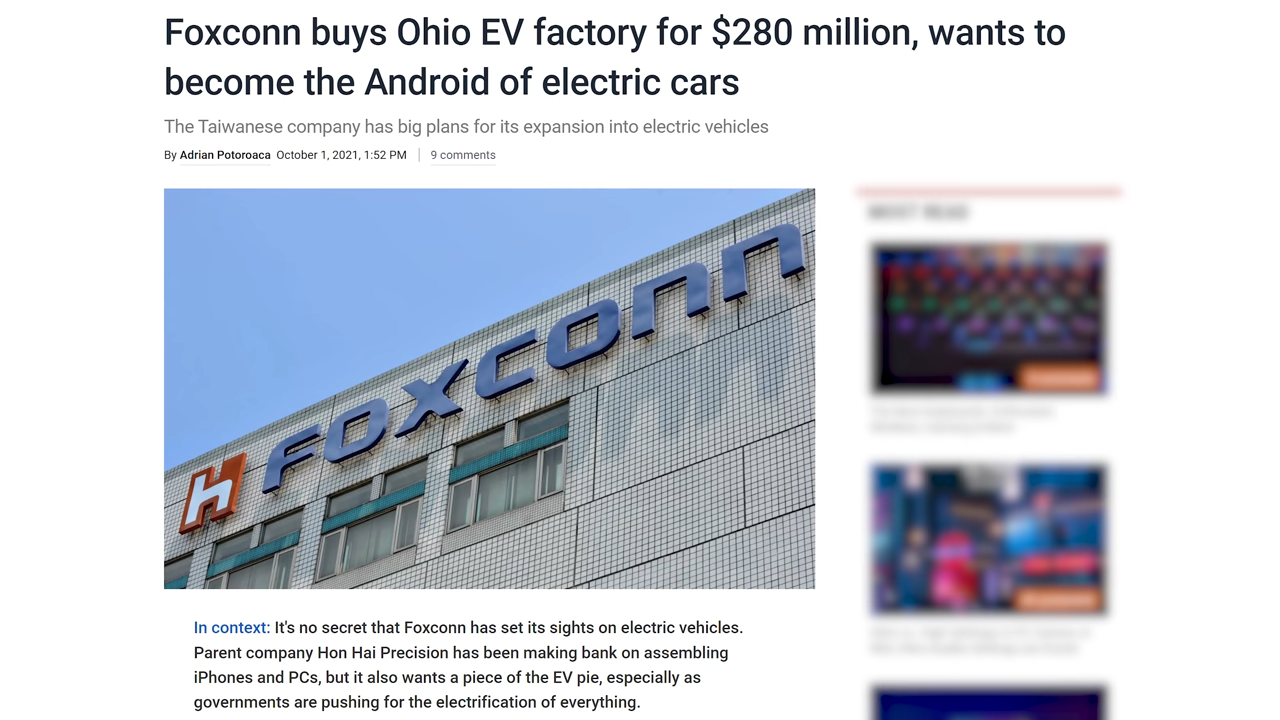 Foxconn buys Ohio EV factory for $280 million, wants to
become the Android of electric cars
The Taiwanese company has big plans for its expansion into electric vehicles
By Adrian Potoroaca October 1, 2021, 1:52 PM | 9 comments
MOST READ
h FOXCONN
In context: It's no secret that Foxconn has set its sights on electric vehicles.
Parent company Hon Hai Precision has been making bank on assembling
iPhones and PCs, but it also wants a piece of the EV pie, especially as
governments are pushing for the electrification of everything.